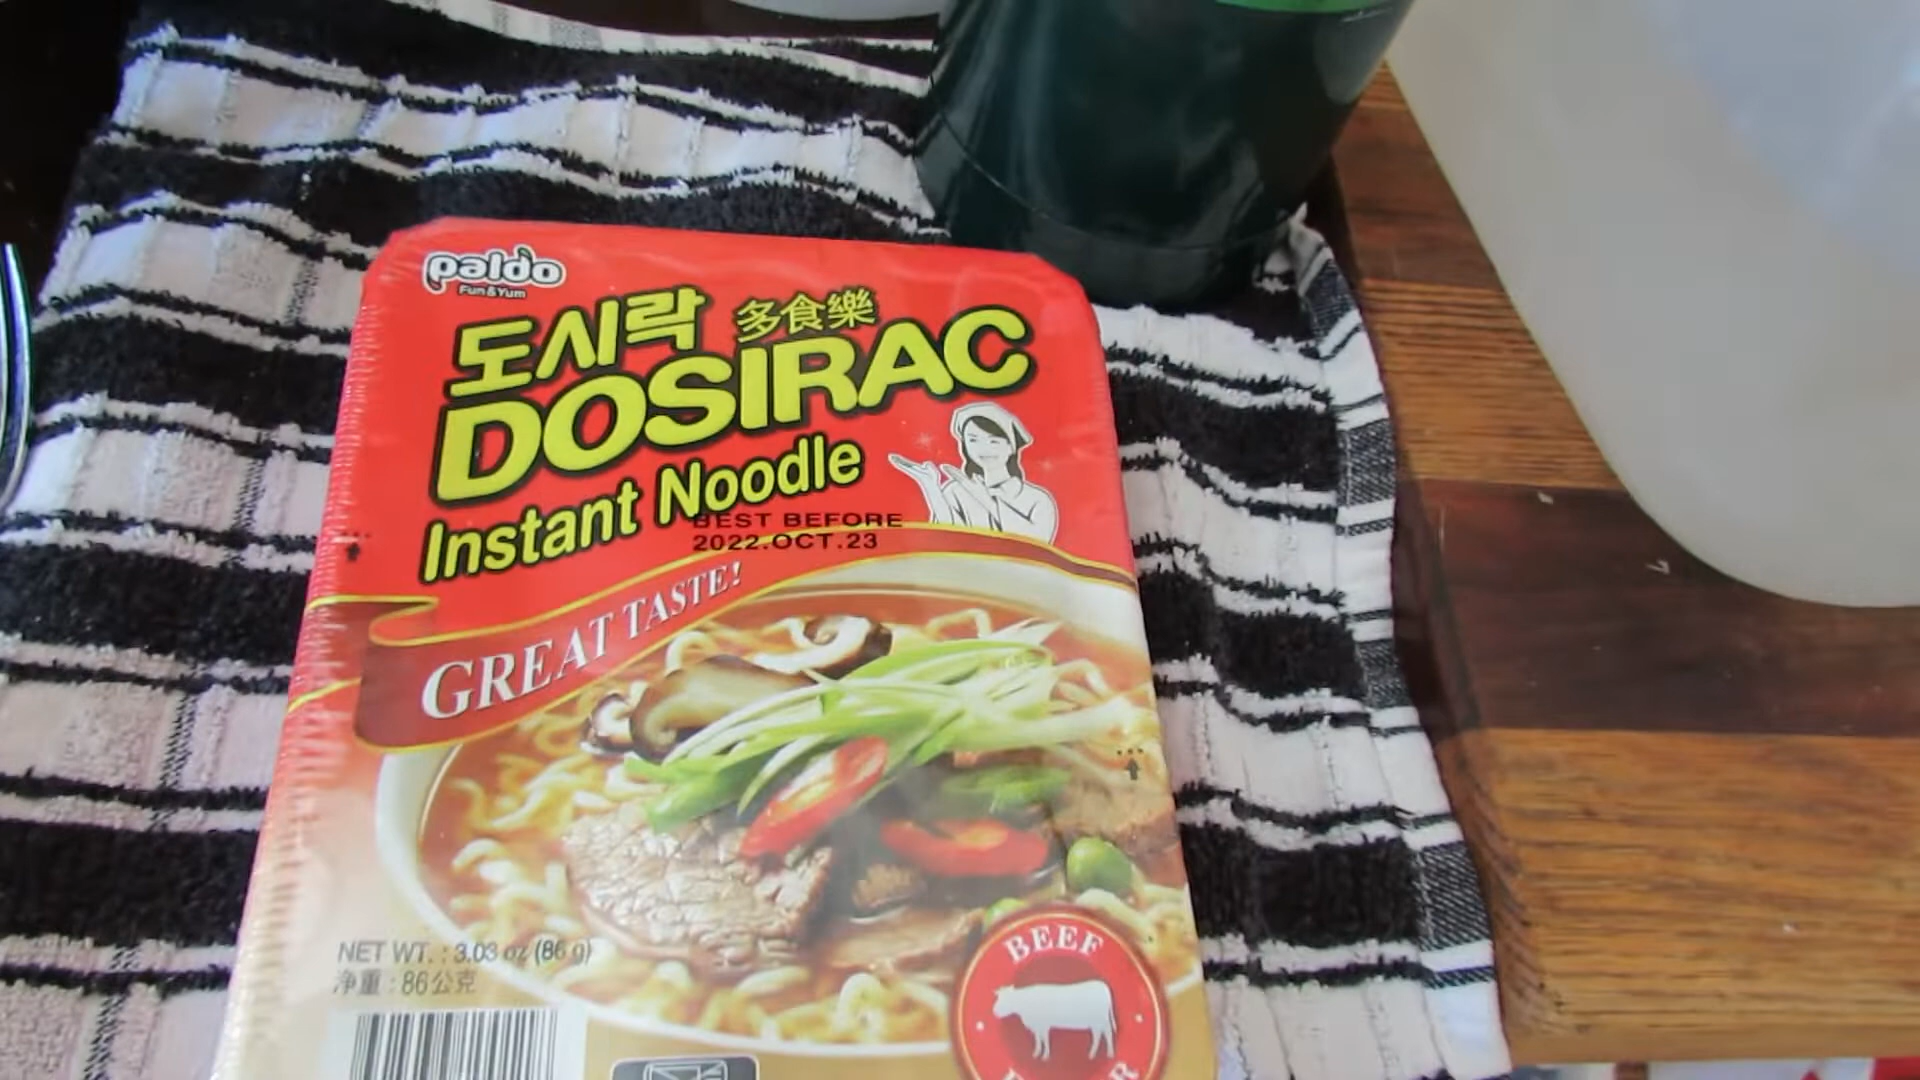 paldo
Fun & Yum
도시락 多食樂
DOSIRAC
Instant Noodle
BEST BEFORE
2022.OCT.23
GREAT TASTE!
NET WT. : 3.03 oz (86 g)
淨重 : 86公克
BEEF